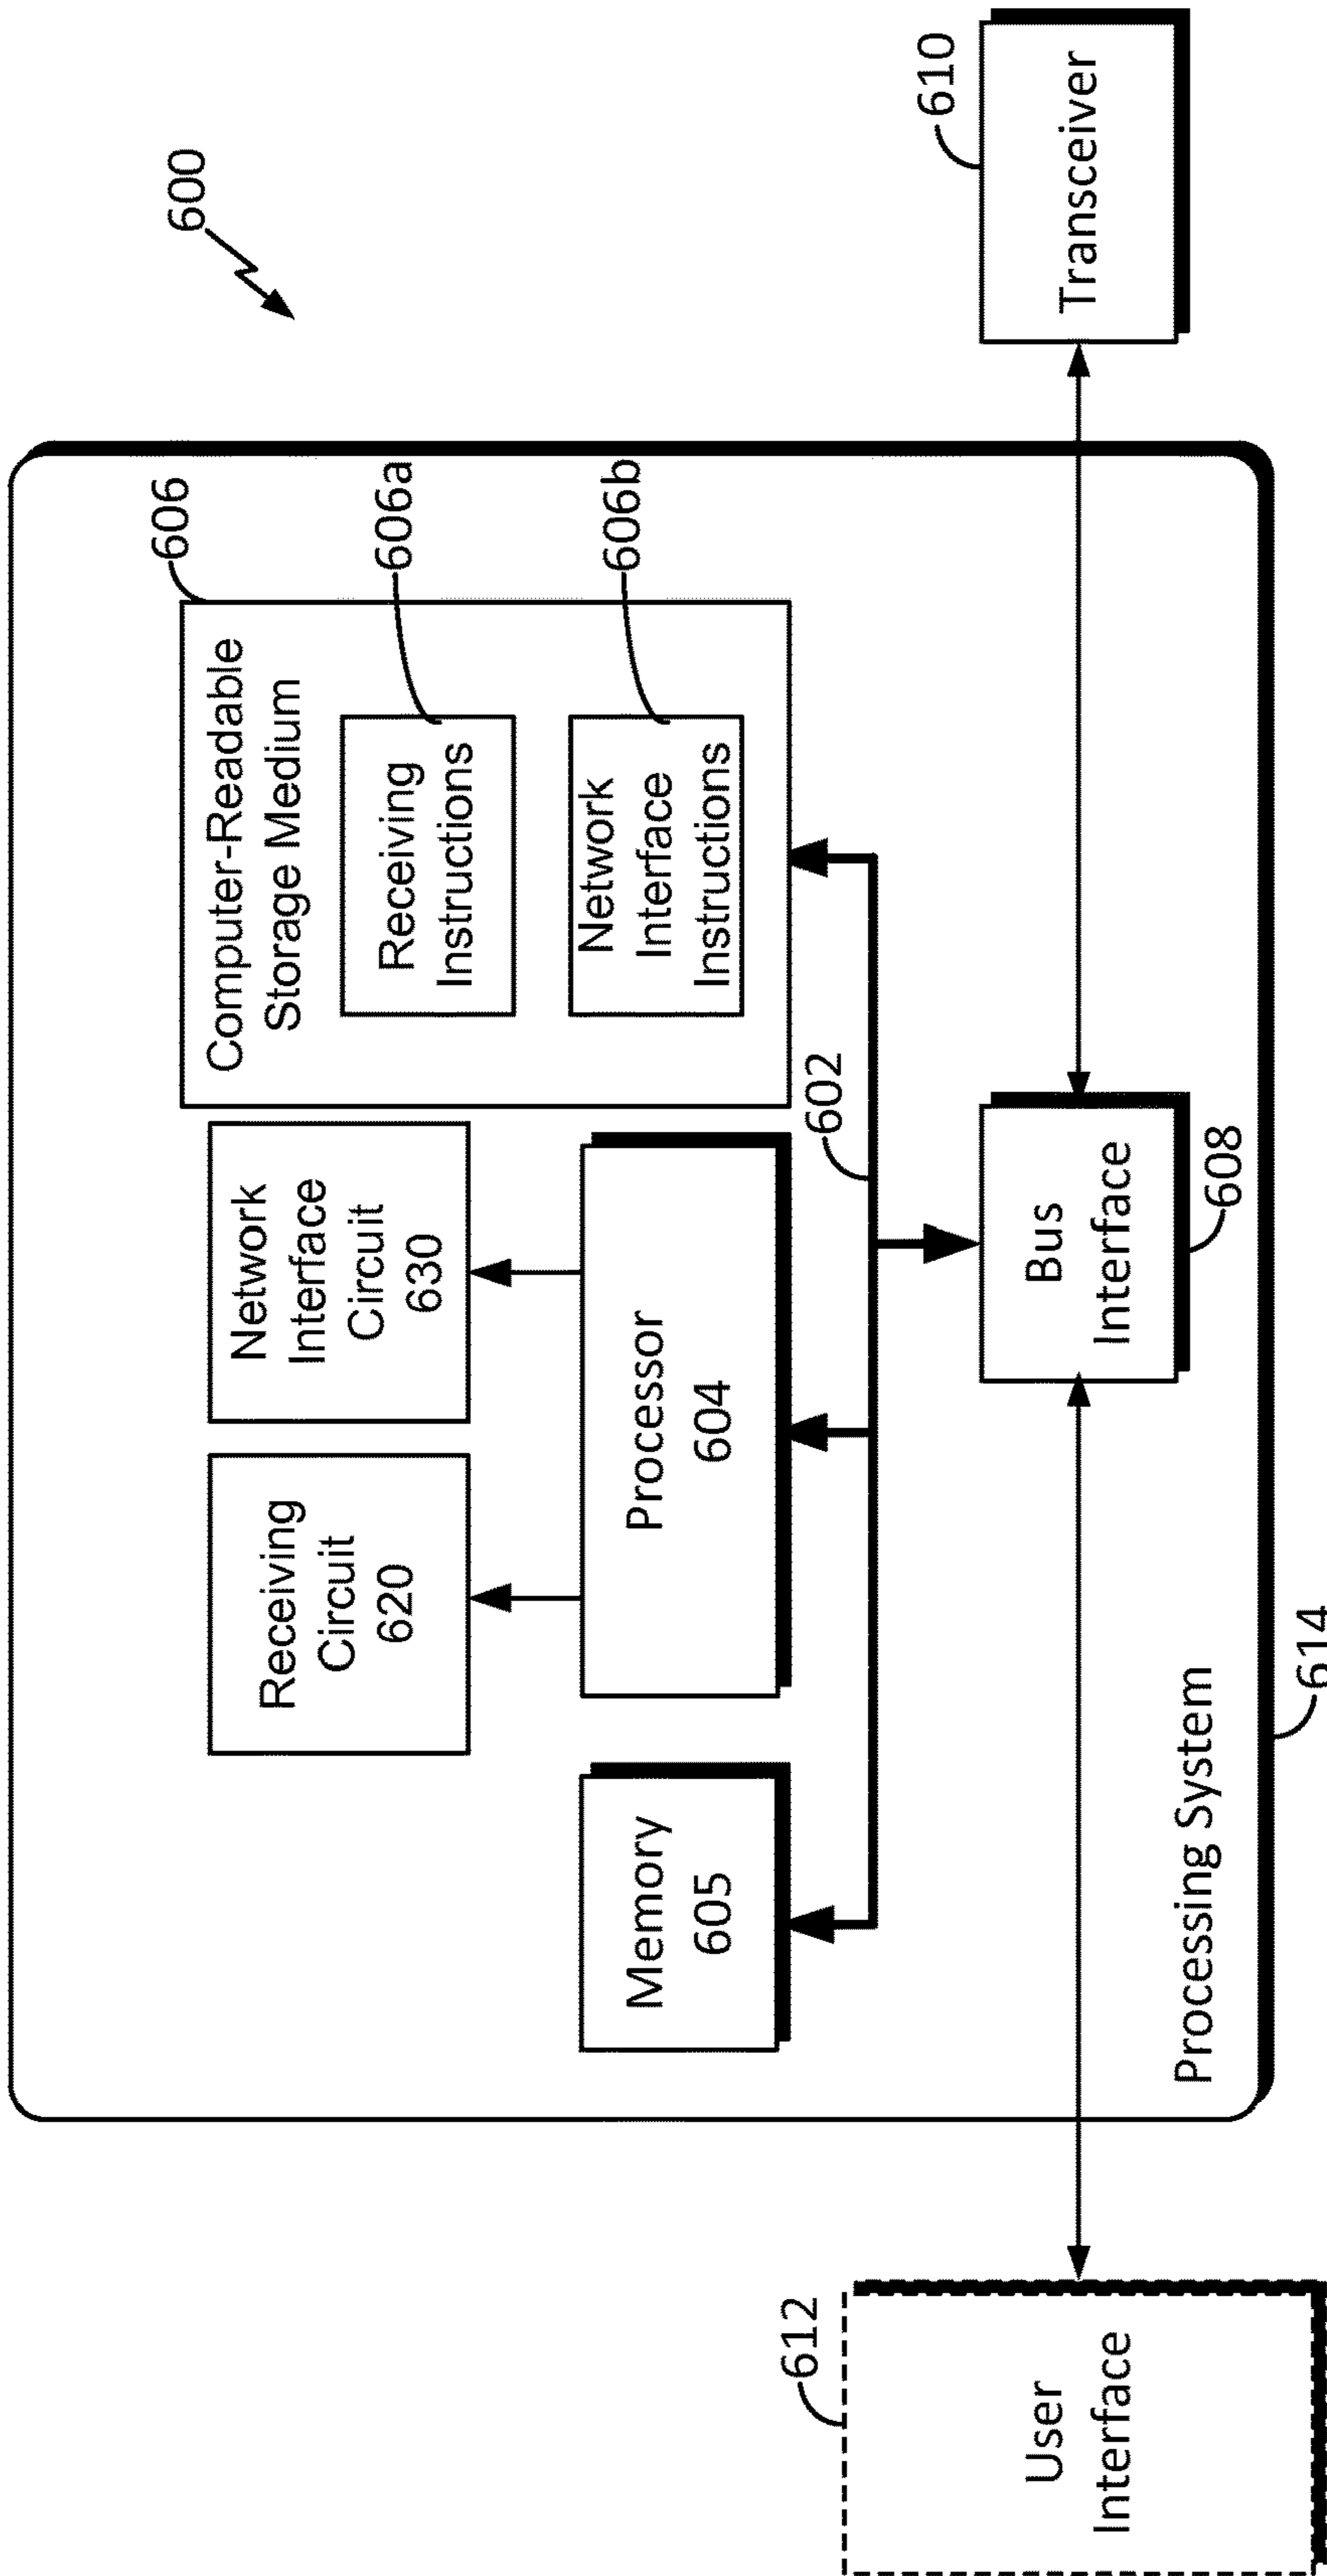 600
606
Computer-Readable
Storage Medium
606a
Receiving
Instructions
606b
Network
Interface
Instructions
Network
Interface
Circuit
630
Receiving
Circuit
620
Processor
604
Memory
605
602
Bus
Interface
608
610
Transceiver
612
User
Interface
Processing System
614